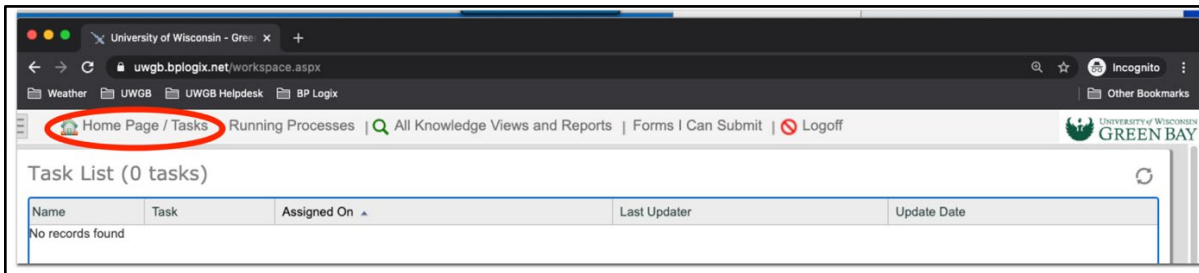 University of Wisconsin - Gree
uwgb.bplogix.net/workspace.aspx
Incognito
Weather UWGB UWGB Helpdesk BP Logix Other Bookmarks
Home Page / Tasks Running Processes | All Knowledge Views and Reports | Forms I Can Submit | Logoff
UNIVERSITY of WISCONSIN
GREEN BAY
Task List (0 tasks)
Name Task Assigned On Last Updater Update Date
No records found